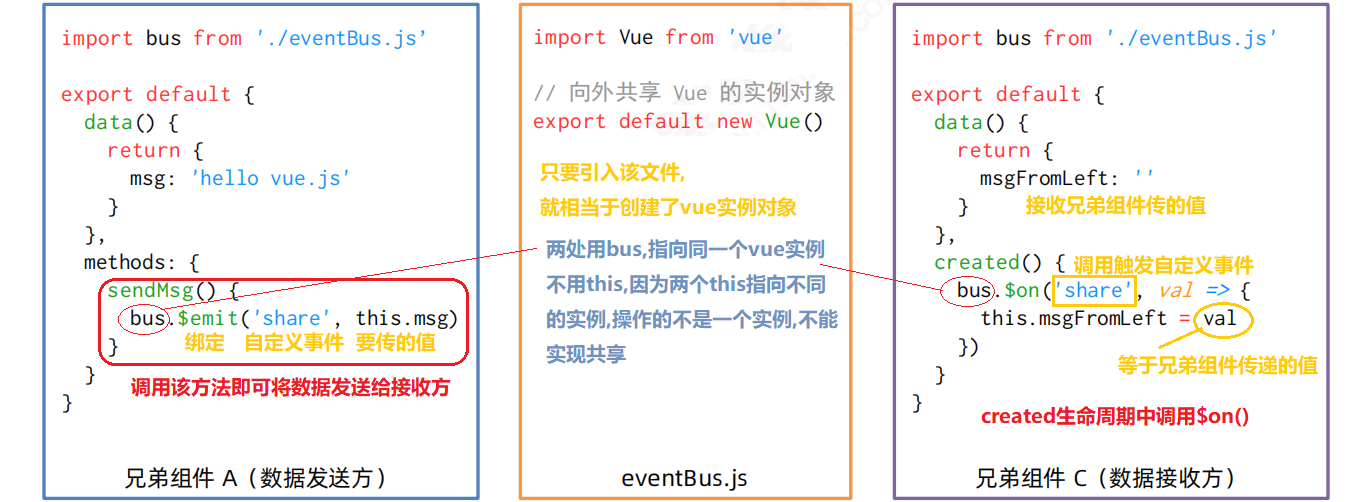 import bus from './eventBus.js’
export default {
data() {
return {
msg: 'hello vue.js'
}
},
methods: {
sendMsg() {
bus.$emit('share', this.msg)
绑定 自定义事件 要传的值
}
调用该方法即可将数据发送给接收方
}
}
兄弟组件 A（数据发送方）
import Vue from 'vue'
// 向外共享 Vue 的实例对象
export default new Vue()
只要引入该文件,
就相当于创建了vue实例对象
两处用bus,指向同一个vue实例
不用this,因为两个this指向不同
的实例,操作的不是一个实例,不能
实现共享
eventBus.js
import bus from './eventBus.js'
export default {
data() {
return {
msgFromLeft: ''
}
接收兄弟组件传的值
},
created() {
调用触发自定义事件
bus.$on('share', val => {
this.msgFromLeft = val
})
等于兄弟组件传递的值
}
}
created生命周期中调用$on()
兄弟组件 C（数据接收方）